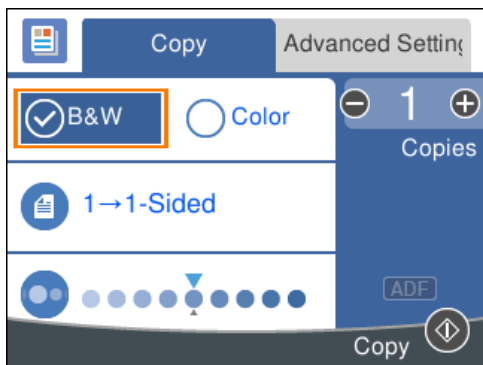 Copy
Advanced Setting
B&W
Color
1
Copies
1→1-Sided
ADF
Copy